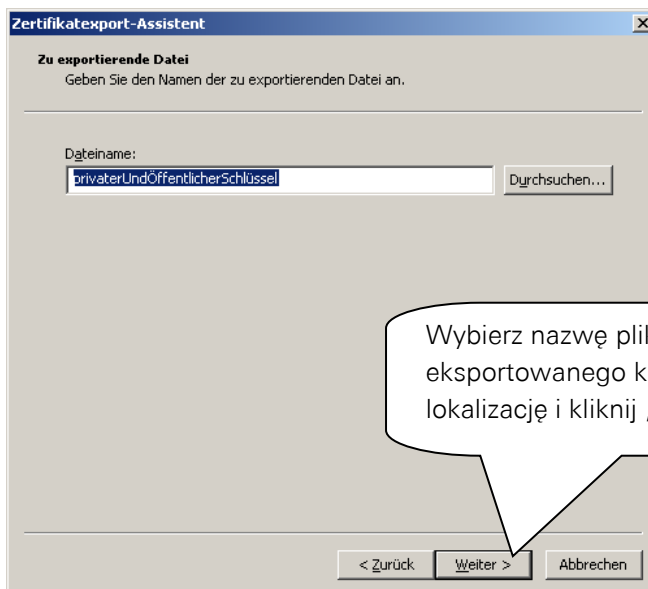 Zertifikatexport-Assistent
Zu exportierende Datei
Geben Sie den Namen der zu exportierenden Datei an.
Dateiname:
privaterUndÖffentlicherSchlüssel
Durchsuchen...
Wybierz nazwę
eksportowanego
lokalizację i kliknij
< Zurück
Weiter >
Abbrechen